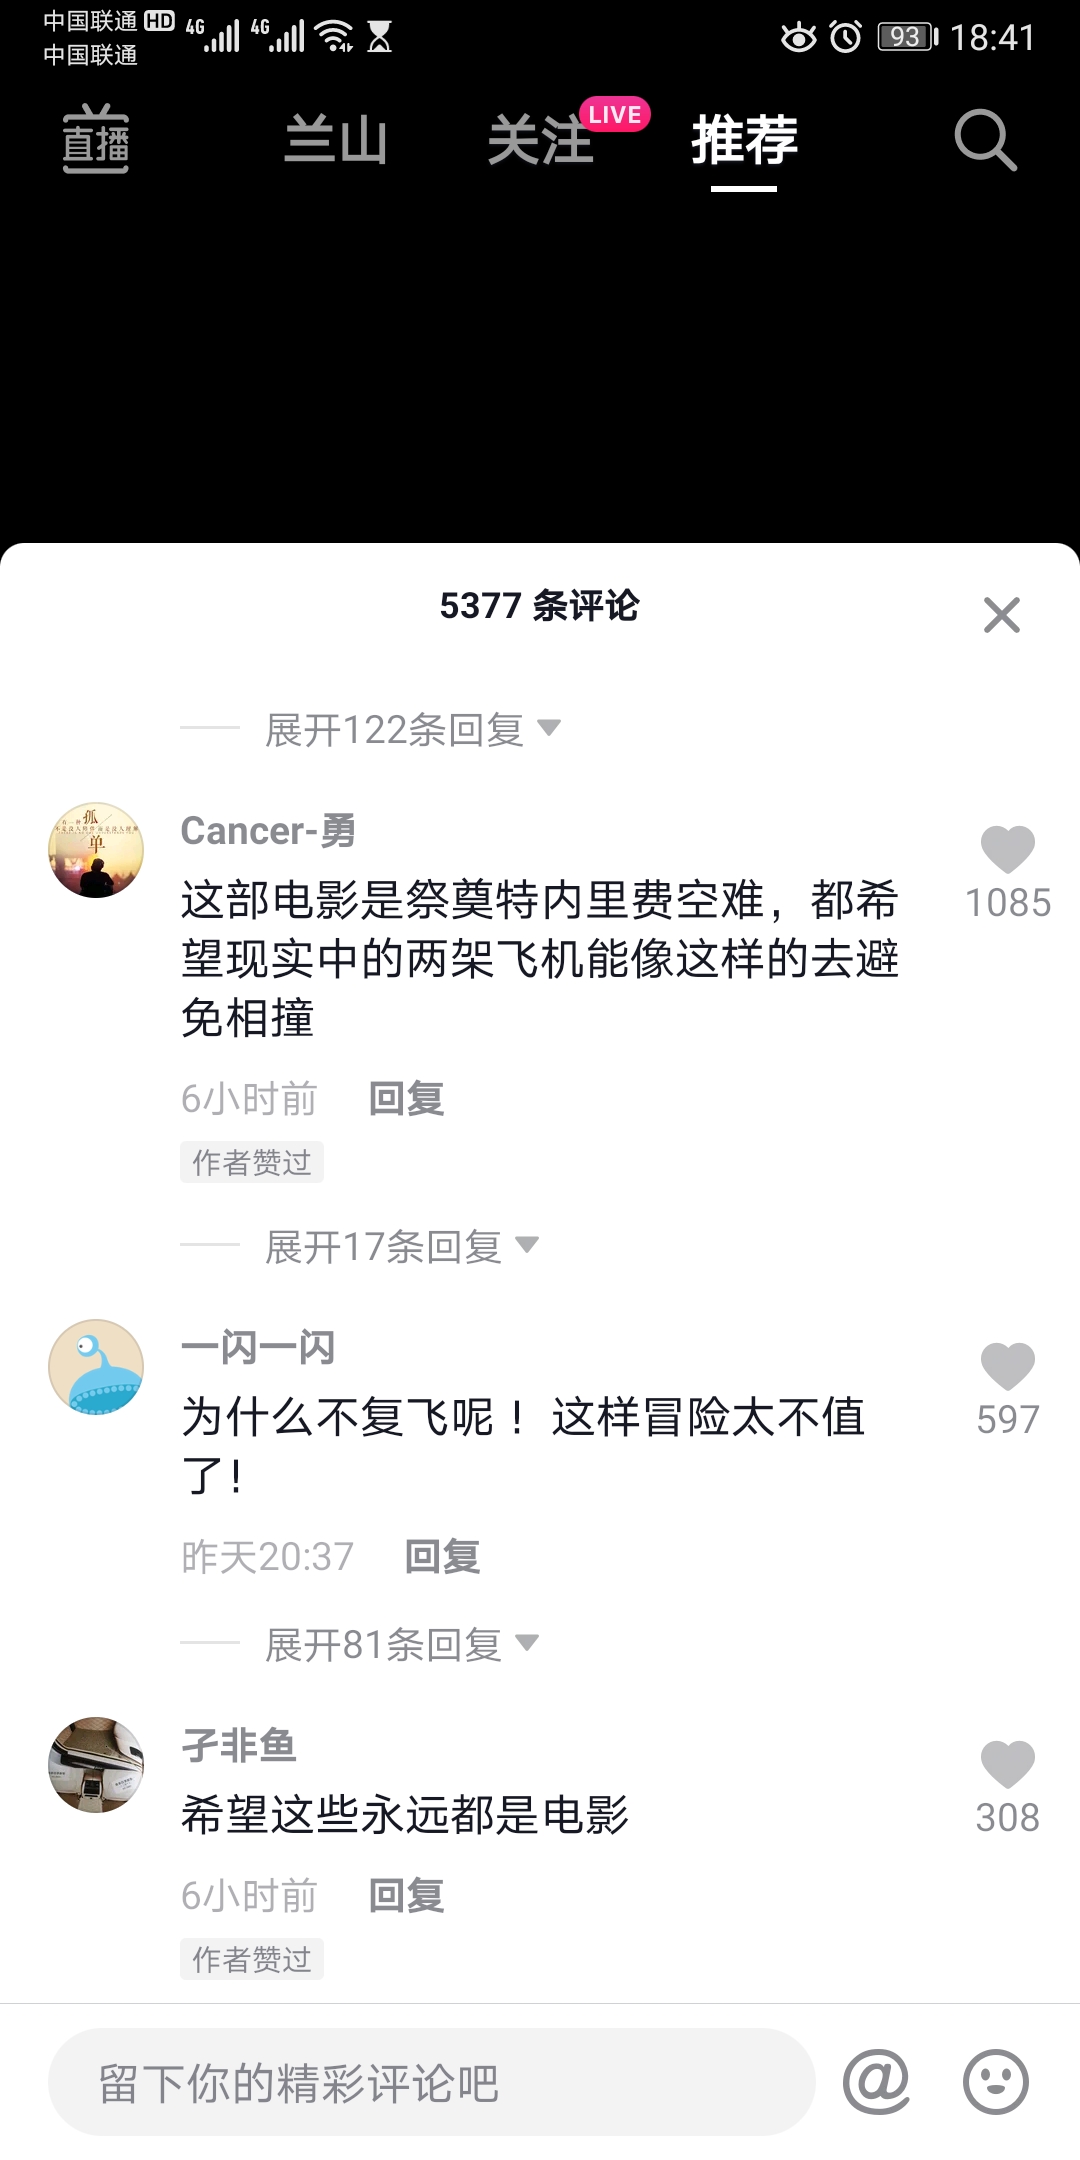 中国联通 HD 4G 4G 93 18:41
中国联通
直播 兰山 关注 LIVE 推荐
5377 条评论
展开122条回复
Cancer-勇
这部电影是祭奠特内里费空难，都希
望现实中的两架飞机能像这样的去避
免相撞
1085
6小时前 回复
作者赞过
展开17条回复
一闪一闪
为什么不复飞呢！这样冒险太不值
了！
597
昨天20:37 回复
展开81条回复
孑非鱼
希望这些永远都是电影
308
6小时前 回复
作者赞过
留下你的精彩评论吧 @